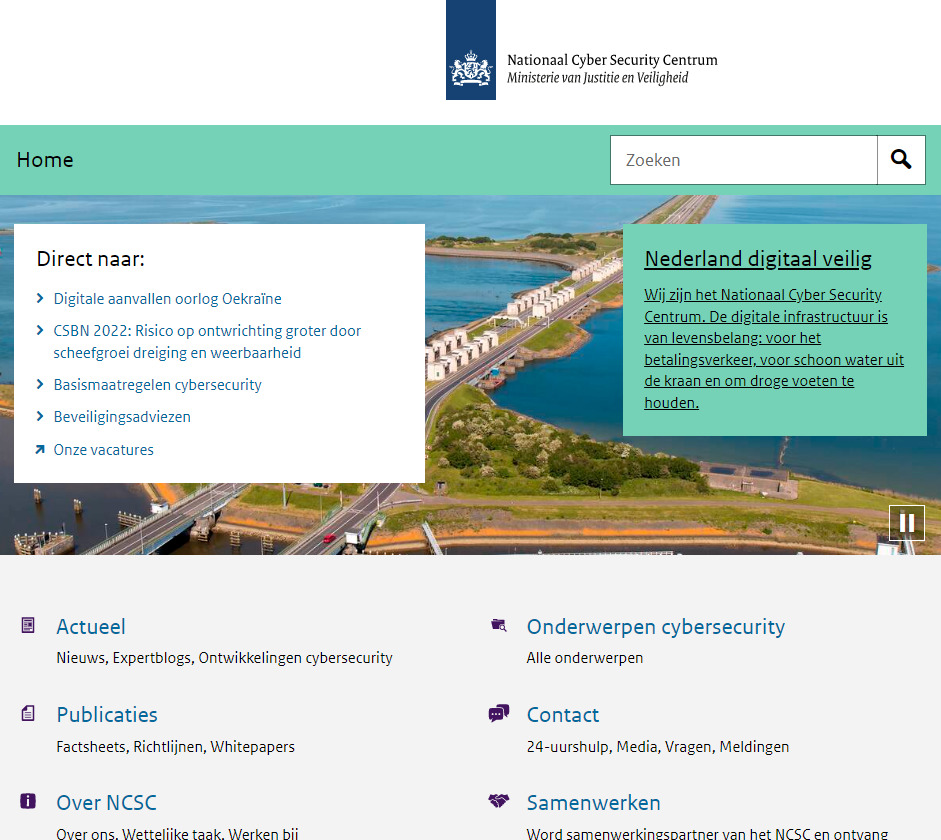 Nationaal Cyber Security Centrum
Ministerie van Justitie en Veiligheid
Home
Zoeken
Direct naar:
Digitale aanvallen oorlog Oekraïne
CSBN 2022: Risico op ontwrichting groter door
scheefgroei dreiging en weerbaarheid
Basismaatregelen cybersecurity
Beveiligingsadviezen
Onze vacatures
Nederland digitaal veilig
Wij zijn het Nationaal Cyber Security
Centrum. De digitale infrastructuur is
van levensbelang: voor het
betalingsverkeer, voor schoon water uit
de kraan en om droge voeten te
houden.
Actueel
Nieuws, Expertblogs, Ontwikkelingen cybersecurity
Onderwerpen cybersecurity
Alle onderwerpen
Publicaties
Factsheets, Richtlijnen, Whitepapers
Contact
24-uurshulp, Media, Vragen, Meldingen
Over NCSC
Over ons, Wettelijke taak, Werken bij
Samenwerken
Word samenwerkingspartner van het NCSC en ontvang